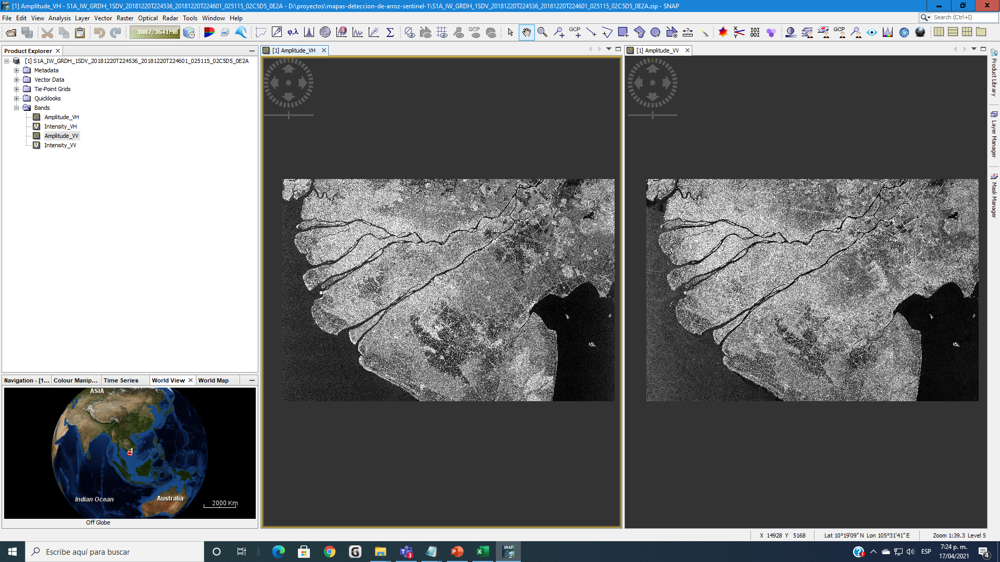 [1] Amplitude_VH - S1A_IW_GRDH_1SDV_20181220T224536_20181220T224601_025115_02C5D5_0E2A - D:\proyectos\mapas-deteccion-de-arroz-sentinel-1\S1A_IW_GRDH_1SDV_20181220T224536_20181220T224601_025115_02C5D5_0E2A.zip - SNAP
File Edit View Analysis Layer Vector Raster Optical Radar Tools Window Help
Search (Ctrl+I)
3087/3641MB
φ,λ
Σ
GCP
GCP
GCP
Product Explorer
[1] Amplitude_VH
[1] Amplitude_VV
[1] S1A_IW_GRDH_1SDV_20181220T224536_20181220T224601_025115_02C5D5_0E2A
Metadata
Vector Data
Tie-Point Grids
Quicklooks
Bands
Amplitude_VH
Intensity_VH
Amplitude_VV
Intensity_VV
Product Library
Layer Manager
Mask Manager
Navigation - [1... Colour Manip... Time Series World View World Map
ASIA
1
Indian Ocean
Australia
2000 Km
Off Globe
X 14928 Y 5168 Lat 10°19'09" N Lon 105°31'41" E Zoom 1:39.3 Level 5
Escribe aquí para buscar
3
SNAP
ESP
7:24 p. m.
17/04/2021
4